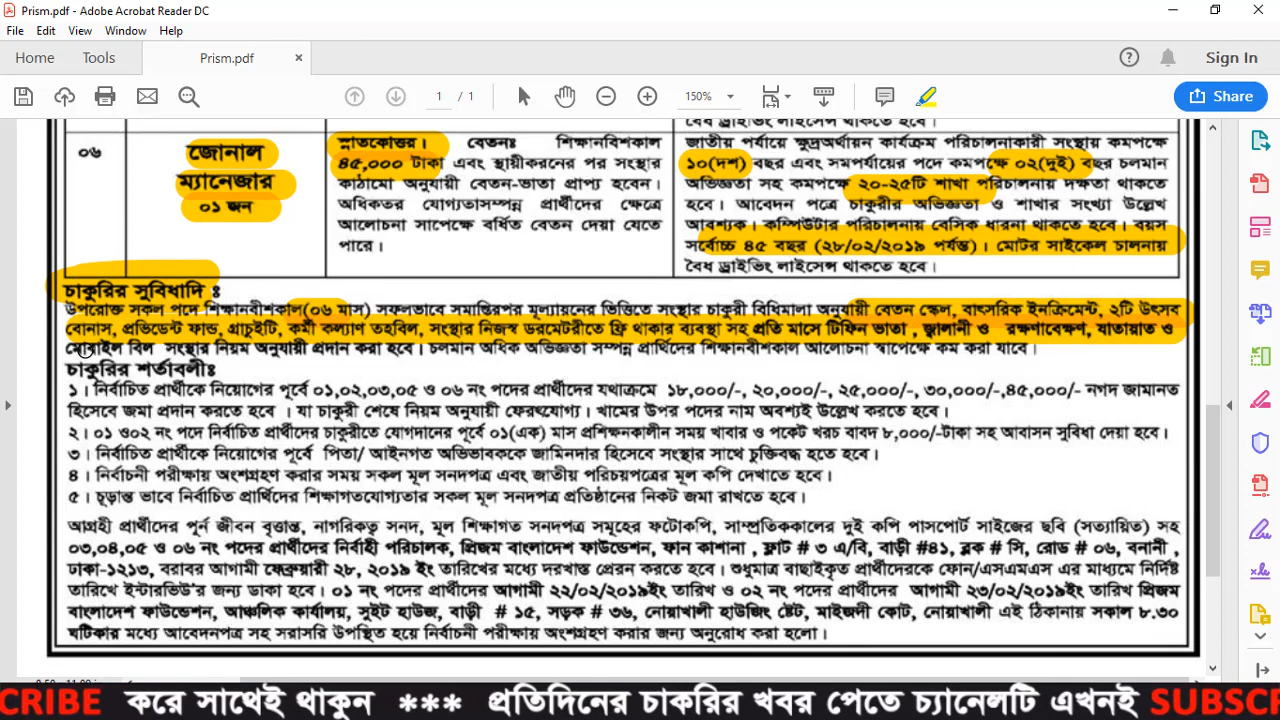 Prism.pdf - Adobe Acrobat Reader DC
File Edit View Window Help
Home Tools Prism.pdf × Sign In
1 / 1 150% Share
বৈধ ড্রাইভিং লাইসেন্স থাকতে হবে।
০৬
জোনাল
ম্যানেজার
০১ জন
স্নাতকোত্তর। বেতনঃ শিক্ষানবিশকাল
৪৫,০০০ টাকা এবং স্থায়ীকরনের পর সংস্থার
কাঠামো অনুযায়ী বেতন-ভাতা প্রাপ্য হবেন।
অধিকতর যোগ্যতাসম্পন্ন প্রার্থীদের ক্ষেত্রে
আলোচনা সাপেক্ষে বর্ধিত বেতন দেয়া যেতে
পারে।
জাতীয় পর্যায়ে ক্ষুদ্রঅর্থায়ন কার্যক্রম পরিচালনাকারী সংস্থায় কমপক্ষে
১০(দশ) বছর এবং সমপর্যায়ের পদে কমপক্ষে ০২(দুই) বছর চলমান
অভিজ্ঞতা সহ কমপক্ষে ২০-২৫টি শাখা পরিচালনায় দক্ষতা থাকতে
হবে। আবেদন পত্রে চাকুরীর অভিজ্ঞতা ও শাখার সংখ্যা উল্লেখ
আবশ্যক। কম্পিউটার পরিচালনায় বেসিক ধারনা থাকতে হবে। বয়স
সর্বোচ্চ ৪৫ বছর (২৮/০২/২০১৯ পর্যন্ত)। মোটর সাইকেল চালনায়
বৈধ ড্রাইভিং লাইসেন্স থাকতে হবে।
চাকুরির সুবিধাদি ঃ
উপরোক্ত সকল পদে শিক্ষানবীশকাল(০৬ মাস) সফলভাবে সমাপ্তিরপর মূল্যায়নের ভিত্তিতে সংস্থার চাকুরী বিধিমালা অনুযায়ী বেতন স্কেল, বাৎসরিক ইনক্রিমেন্ট, ২টি উৎসব
বোনাস, প্রভিডেন্ট ফান্ড, গ্রাচুইটি, কর্মী কল্যাণ তহবিল, সংস্থার নিজস্ব ডরমেটরীতে ফ্রি থাকার ব্যবস্থা সহ প্রতি মাসে টিফিন ভাতা , জ্বালানী ও রক্ষণাবেক্ষণ, যাতায়াত ও
মোবাইল বিল সংস্থার নিয়ম অনুযায়ী প্রদান করা হবে। চলমান অধিক অভিজ্ঞতা সম্পন্ন প্রার্থিদের শিক্ষানবীশকাল আলোচনা স্বাপেক্ষে কম করা যাবে।
চাকুরির শর্তাবলীঃ
১। নির্বাচিত প্রার্থীকে নিয়োগের পূর্বে ০১,০২,০৩,০৫ ও ০৬ নং পদের প্রার্থীদের যথাক্রমে ১৮,০০০/-, ২০,০০০/-, ২৫,০০০/-, ৩০,০০০/-,৪৫,০০০/- নগদ জামানত
হিসেবে জমা প্রদান করতে হবে । যা চাকুরী শেষে নিয়ম অনুযায়ী ফেরৎযোগ্য। খামের উপর পদের নাম অবশ্যই উল্লেখ করতে হবে।
২। ০১ ও০২ নং পদে নির্বাচিত প্রার্থীদের চাকুরীতে যোগদানের পূর্বে ০১(এক) মাস প্রশিক্ষনকালীন সময় খাবার ও পকেট খরচ বাবদ ৮,০০০/-টাকা সহ আবাসন সুবিধা দেয়া হবে।
৩। নির্বাচিত প্রার্থীকে নিয়োগের পূর্বে পিতা/ আইনগত অভিভাবককে জামিনদার হিসেবে সংস্থার সাথে চুক্তিবদ্ধ হতে হবে।
৪। নির্বাচনী পরীক্ষায় অংশগ্রহণ করার সময় সকল মূল সনদপত্র এবং জাতীয় পরিচয়পত্রের মূল কপি দেখাতে হবে।
৫। চূড়ান্ত ভাবে নির্বাচিত প্রার্থিদের শিক্ষাগতযোগ্যতার সকল মূল সনদপত্র প্রতিষ্ঠানের নিকট জমা রাখতে হবে।
আগ্রহী প্রার্থীদের পূর্ন জীবন বৃত্তান্ত, নাগরিকত্ব সনদ, মূল শিক্ষাগত সনদপত্র সমূহের ফটোকপি, সাম্প্রতিককালের দুই কপি পাসপোর্ট সাইজের ছবি (সত্যায়িত) সহ
০৩,০৪,০৫ ও ০৬ নং পদের প্রার্থীদের নির্বাহী পরিচালক, প্রিজম বাংলাদেশ ফাউন্ডেশন, ফান কাশানা , ফ্লাট # ৩ এ/বি, বাড়ী #৪১, ব্লক # সি, রোড # ০৬, বনানী ,
ঢাকা-১২১৩, বরাবর আগামী ফেব্রুয়ারী ২৮, ২০১৯ ইং তারিখের মধ্যে দরখাস্ত প্রেরন করতে হবে। শুধুমাত্র বাছাইকৃত প্রার্থীদেরকে ফোন/এসএমএস এর মাধ্যমে নির্দিষ্ট
তারিখে ইন্টারভিউর জন্য ডাকা হবে। ০১ নং পদের প্রার্থীদের আগামী ২২/০২/২০১৯ইং তারিখ ও ০২ নং পদের প্রার্থীদের আগামী ২৩/০২/২০১৯ইং তারিখ প্রিজম
বাংলাদেশ ফাউন্ডেশন, আঞ্চলিক কার্যালয়, সুইট হাউজ, বাড়ী # ১৫, সড়ক # ৩৬, নোয়াখালী হাউজিং ষ্টেট, মাইজদী কোট, নোয়াখালী এই ঠিকানায় সকাল ৮.৩০
ঘটিকার মধ্যে আবেদনপত্র সহ সরাসরি উপস্থিত হয়ে নির্বাচনী পরীক্ষায় অংশগ্রহণ করার জন্য অনুরোধ করা হলো।
CRIBE করে সাথেই থাকুন *** প্রতিদিনের চাকরির খবর পেতে চ্যানেলটি এখনই SUBSC